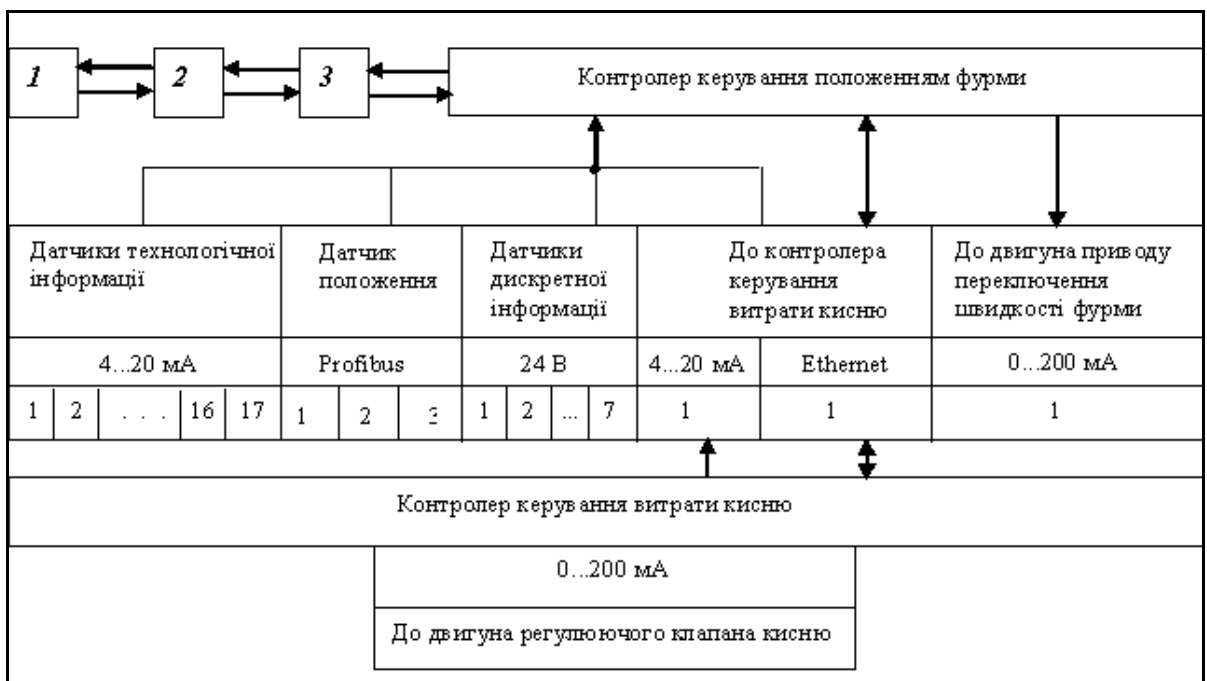 1 2 3 Контролер керування положенням фурми
Датчики технологічної
інформації
Датчик
положення
Датчики
дискретної
інформації
До контролера
керування
витрати кисню
До двигуна приводу
переключення
швидкості фурми
4...20 мА Profibus 24 В 4...20 мА Ethernet 0...200 мА
1 2 . . . 16 17 1 2 1 2 ... 7 1 1 1
Контролер керування витрати кисню
0...200 мА
До двигуна регулюючого клапана кисню